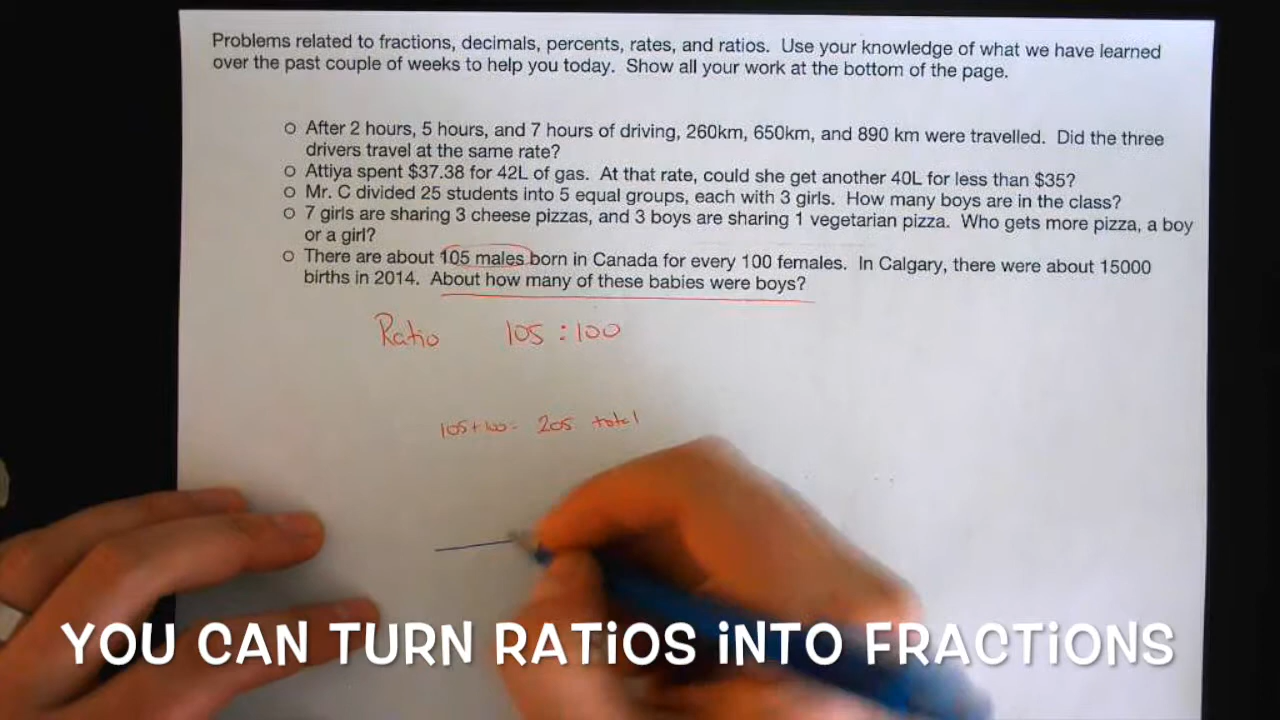 Problems related to fractions, decimals, percents, rates, and ratios. Use your knowledge of what we have learned
over the past couple of weeks to help you today. Show all your work at the bottom of the page.
o After 2 hours, 5 hours, and 7 hours of driving, 260km, 650km, and 890 km were travelled. Did the three
drivers travel at the same rate?
o Attiya spent $37.38 for 42L of gas. At that rate, could she get another 40L for less than $35?
o Mr. C divided 25 students into 5 equal groups, each with 3 girls. How many boys are in the class?
o 7 girls are sharing 3 cheese pizzas, and 3 boys are sharing 1 vegetarian pizza. Who gets more pizza, a boy
or a girl?
o There are about 105 males born in Canada for every 100 females. In Calgary, there were about 15000
births in 2014. About how many of these babies were boys?
Ratio 105 : 100
105+100= 205 total
YOU CAN TURN RATiOS iNTO FRACTiONS